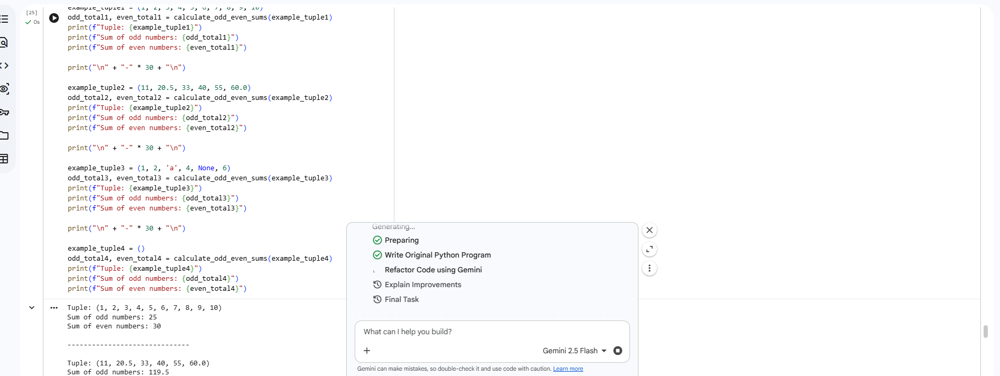 [25]
0s
example_tuple1 = (1, 2, 3, 4, 5, 6, 7, 8, 9, 10)
odd_total1, even_total1 = calculate_odd_even_sums(example_tuple1)
print(f"Tuple: {example_tuple1}")
print(f"Sum of odd numbers: {odd_total1}")
print(f"Sum of even numbers: {even_total1}")
print("\n" + "-" * 30 + "\n")
example_tuple2 = (11, 20.5, 33, 40, 55, 60.0)
odd_total2, even_total2 = calculate_odd_even_sums(example_tuple2)
print(f"Tuple: {example_tuple2}")
print(f"Sum of odd numbers: {odd_total2}")
print(f"Sum of even numbers: {even_total2}")
print("\n" + "-" * 30 + "\n")
example_tuple3 = (1, 2, 'a', 4, None, 6)
odd_total3, even_total3 = calculate_odd_even_sums(example_tuple3)
print(f"Tuple: {example_tuple3}")
print(f"Sum of odd numbers: {odd_total3}")
print(f"Sum of even numbers: {even_total3}")
print("\n" + "-" * 30 + "\n")
example_tuple4 = ()
odd_total4, even_total4 = calculate_odd_even_sums(example_tuple4)
print(f"Tuple: {example_tuple4}")
print(f"Sum of odd numbers: {odd_total4}")
print(f"Sum of even numbers: {even_total4}")
Tuple: (1, 2, 3, 4, 5, 6, 7, 8, 9, 10)
Sum of odd numbers: 25
Sum of even numbers: 30
------------------------------
Tuple: (11, 20.5, 33, 40, 55, 60.0)
Sum of odd numbers: 119.5
Generating...
Preparing
Write Original Python Program
Refactor Code using Gemini
Explain Improvements
Final Task
What can I help you build?
Gemini 2.5 Flash
Gemini can make mistakes, so double-check it and use code with caution. Learn more